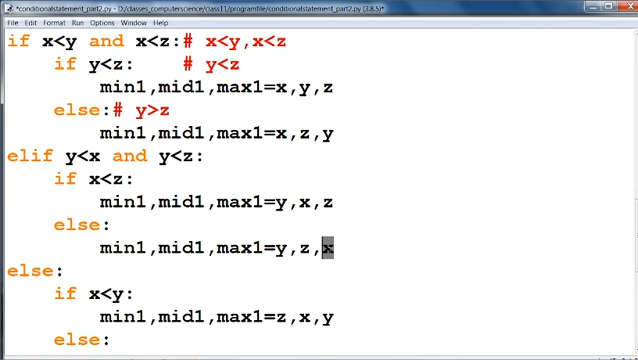 *conditionalstatement_part2.py - D:/classes_computerscience/class11/programfile/conditionalstatement_part2.py (3.8.5)*
File Edit Format Run Options Window Help
if x<y and x<z:# x<y,x<z
    if y<z:    # y<z
        min1,mid1,max1=x,y,z
    else:# y>z
        min1,mid1,max1=x,z,y
elif y<x and y<z:
    if x<z:
        min1,mid1,max1=y,x,z
    else:
        min1,mid1,max1=y,z,x
else:
    if x<y:
        min1,mid1,max1=z,x,y
    else: